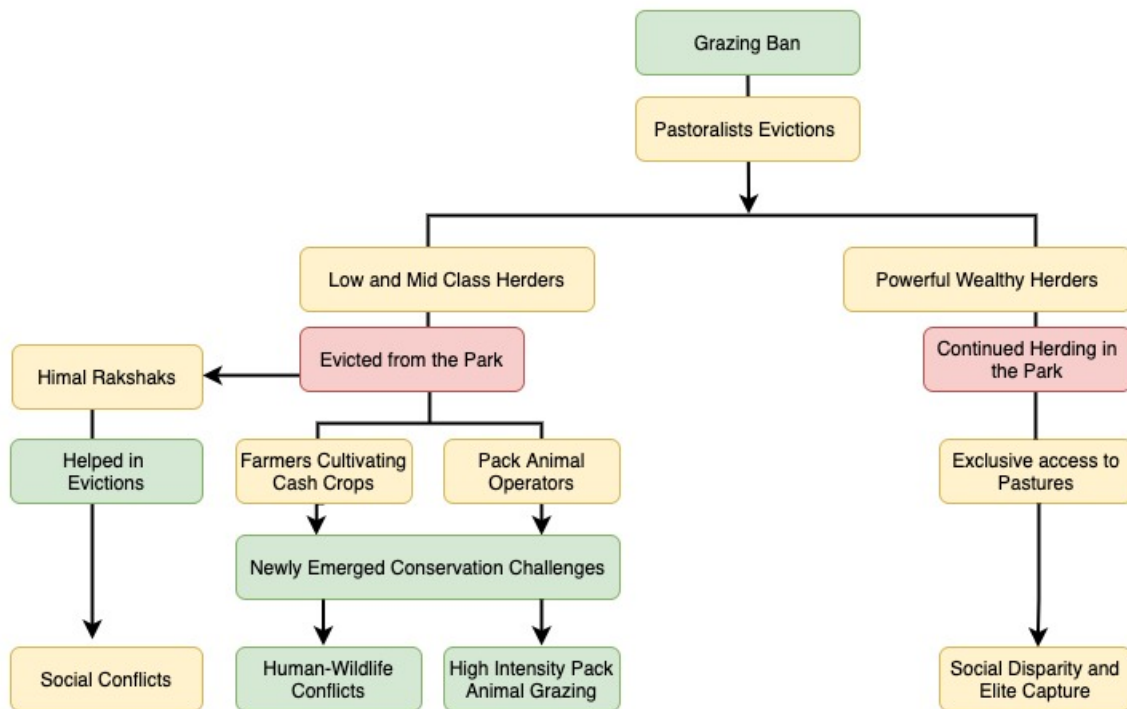 Grazing Ban
Pastoralists Evictions
Low and Mid Class Herders
Powerful Wealthy Herders
Himal Rakshaks
Evicted from the Park
Continued Herding in
the Park
Helped in
Evictions
Farmers Cultivating
Cash Crops
Pack Animal
Operators
Exclusive access to
Pastures
Newly Emerged Conservation Challenges
Social Conflicts
Human-Wildlife
Conflicts
High Intensity Pack
Animal Grazing
Social Disparity and
Elite Capture